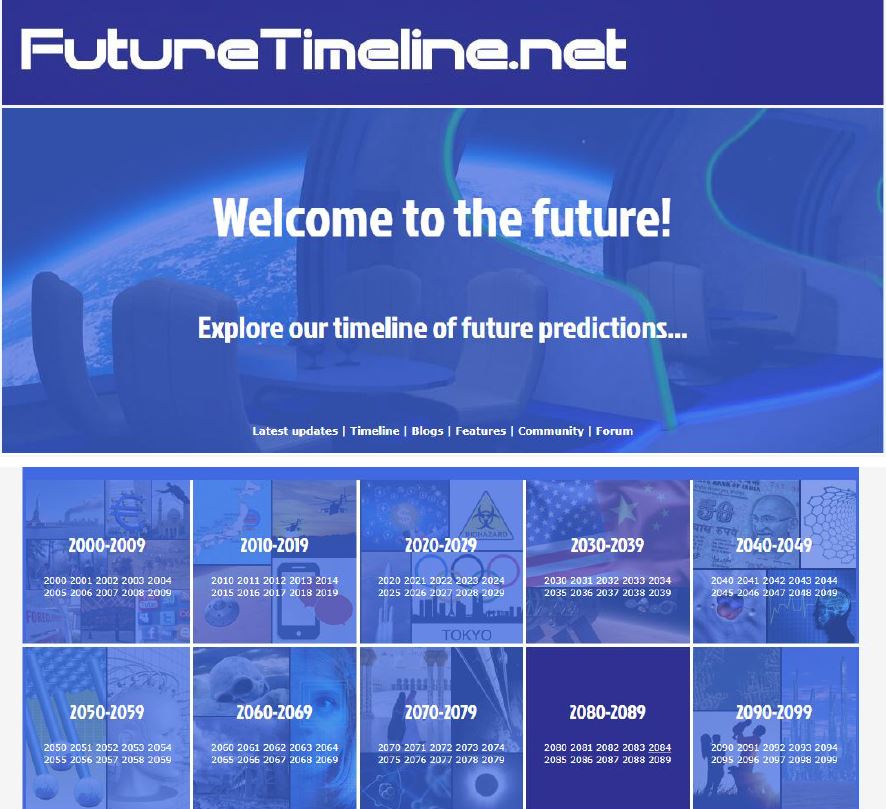 FutureTimeline.net
Welcome to the future!
Explore our timeline of future predictions...
Latest updates | Timeline | Blogs | Features | Community | Forum
2000-2009
2000 2001 2002 2003 2004
2005 2006 2007 2008 2009
FORECLOSURE
2010-2019
2010 2011 2012 2013 2014
2015 2016 2017 2018 2019
BIOHAZARD
2020-2029
2020 2021 2022 2023 2024
2025 2026 2027 2028 2029
TOKYO
2030-2039
2030 2031 2032 2033 2034
2035 2036 2037 2038 2039
BANK OF INDIA
50
2040-2049
2040 2041 2042 2043 2044
2045 2046 2047 2048 2049
2050-2059
2050 2051 2052 2053 2054
2055 2056 2057 2058 2059
2060-2069
2060 2061 2062 2063 2064
2065 2066 2067 2068 2069
2070-2079
2070 2071 2072 2073 2074
2075 2076 2077 2078 2079
2080-2089
2080 2081 2082 2083 2084
2085 2086 2087 2088 2089
2090-2099
2090 2091 2092 2093 2094
2095 2096 2097 2098 2099